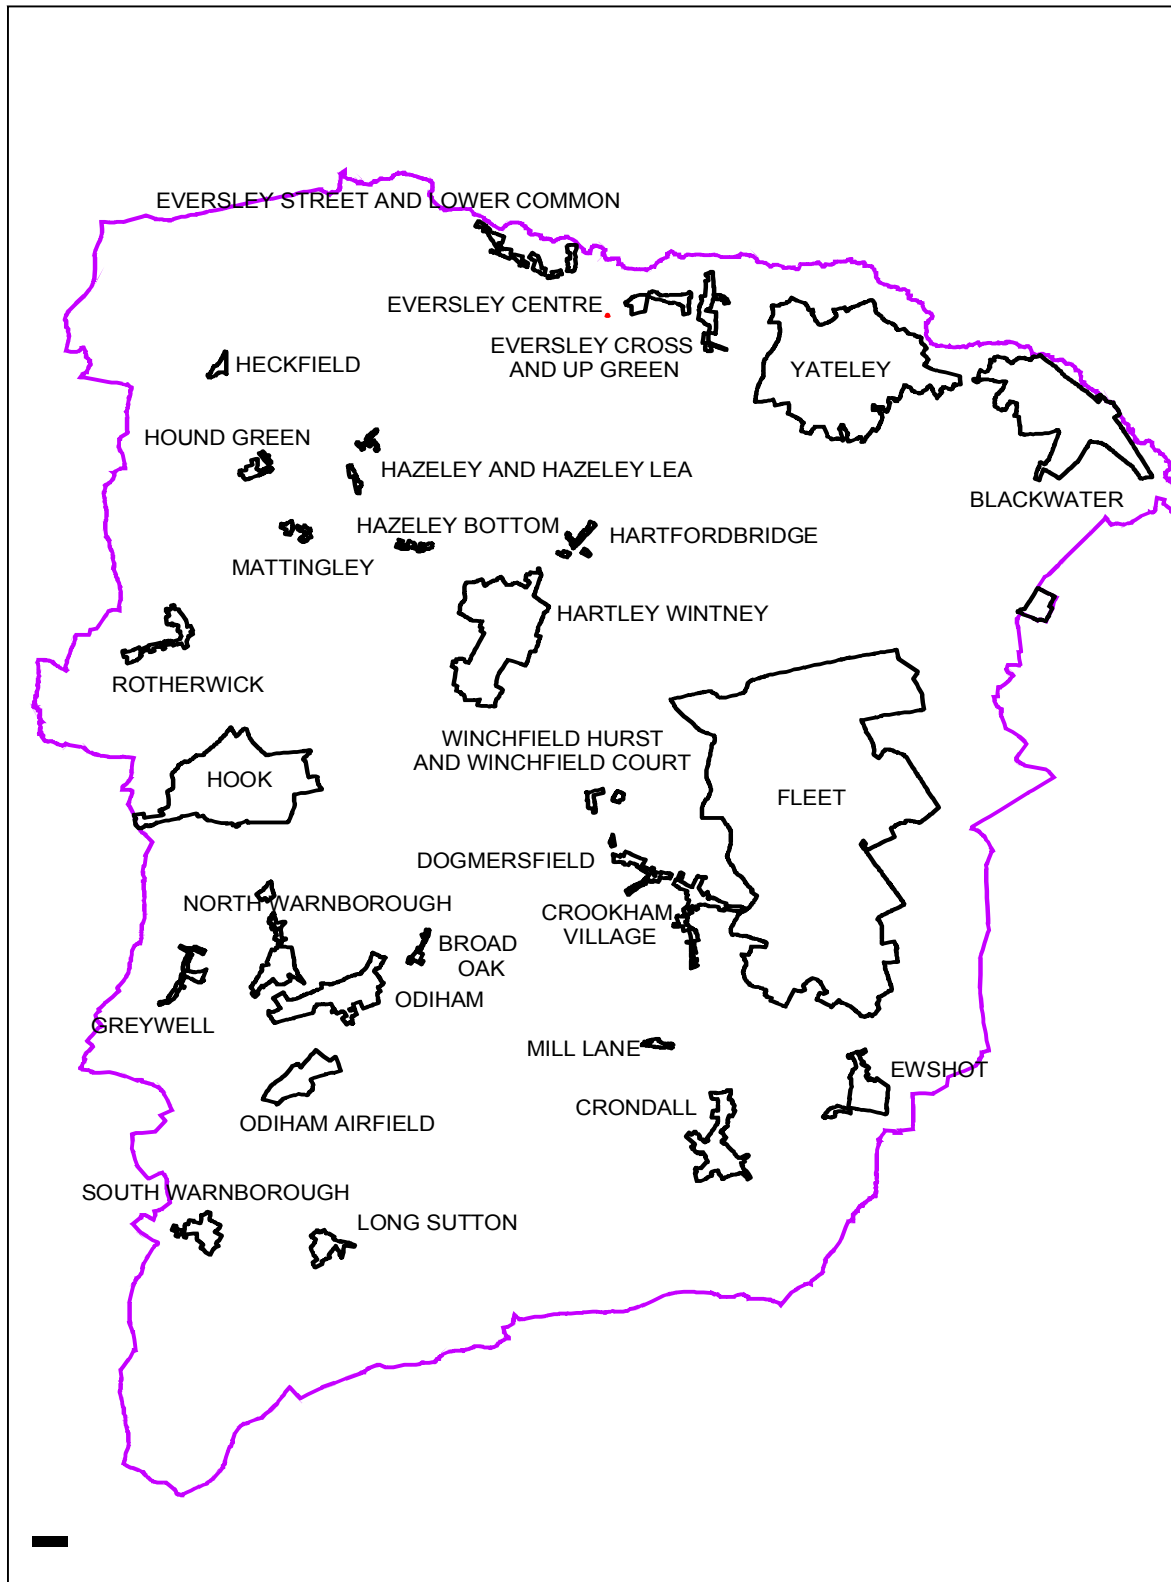 EVERSLEY STREET AND LOWER COMMON
EVERSLEY CENTRE
EVERSLEY CROSS
AND UP GREEN
YATELEY
HECKFIELD
HOUND GREEN
HAZELEY AND HAZELEY LEA
BLACKWATER
HAZELEY BOTTOM
HARTFORDBRIDGE
MATTINGLEY
HARTLEY WINTNEY
ROTHERWICK
WINCHFIELD HURST
AND WINCHFIELD COURT
HOOK
FLEET
DOGMERSFIELD
NORTH WARNBOROUGH
CROOKHAM
VILLAGE
BROAD
OAK
ODIHAM
GREYWELL
MILL LANE
EWSHOT
CRONDALL
ODIHAM AIRFIELD
SOUTH WARNBOROUGH
LONG SUTTON